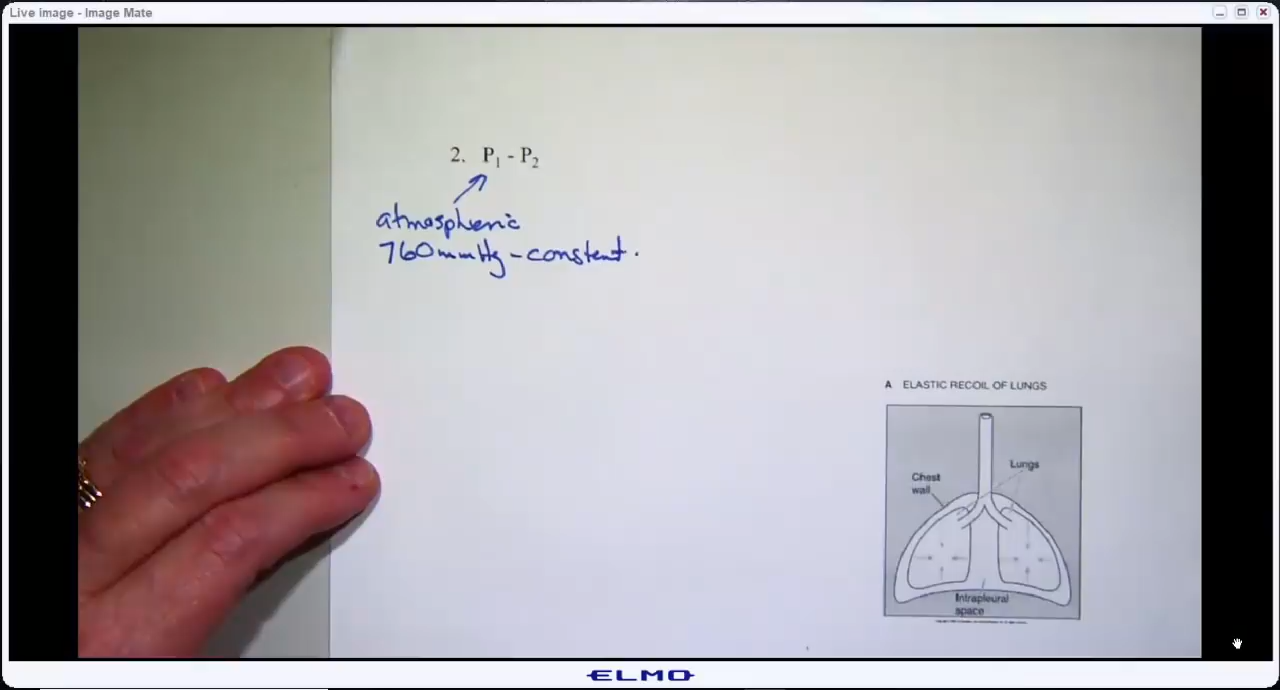 Live image - Image Mate
2. P₁ - P₂
atmospheric
760mmHg - constant.
A ELASTIC RECOIL OF LUNGS
Lungs
Chest
wall
Intrapleural
space
ELMO